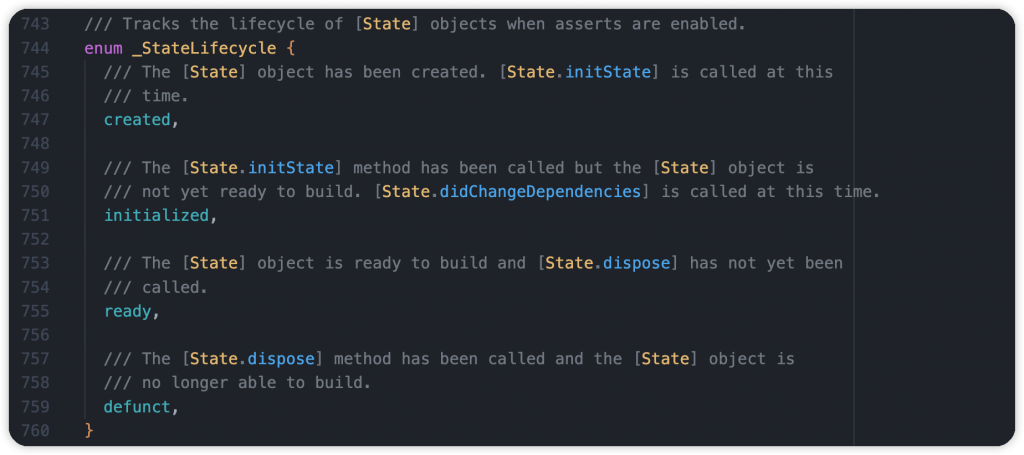 743 /// Tracks the lifecycle of [State] objects when asserts are enabled.
744 enum _StateLifecycle {
745   /// The [State] object has been created. [State.initState] is called at this
746   /// time.
747   created,
748
749   /// The [State.initState] method has been called but the [State] object is
750   /// not yet ready to build. [State.didChangeDependencies] is called at this time.
751   initialized,
752
753   /// The [State] object is ready to build and [State.dispose] has not yet been
754   /// called.
755   ready,
756
757   /// The [State.dispose] method has been called and the [State] object is
758   /// no longer able to build.
759   defunct,
760 }